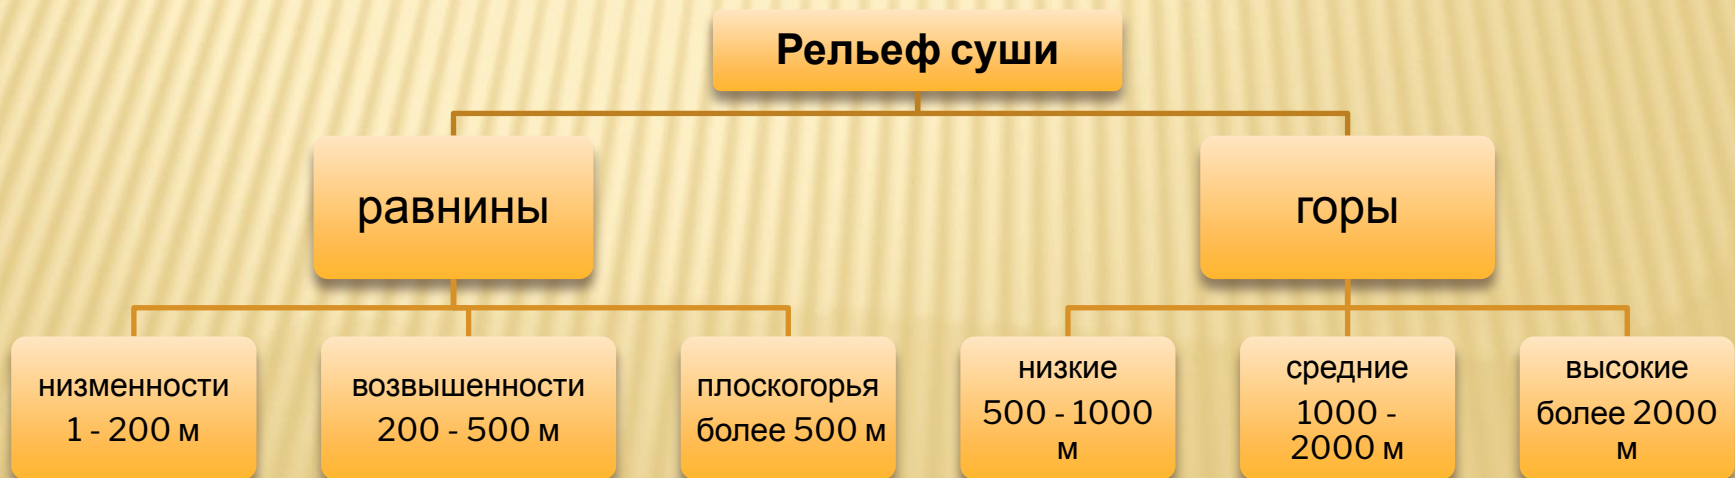 Рельеф суши
равнины
горы
низменности
1 - 200 м
возвышенности
200 - 500 м
плоскогорья
более 500 м
низкие
500 - 1000
м
средние
1000 -
2000 м
высокие
более 2000
м